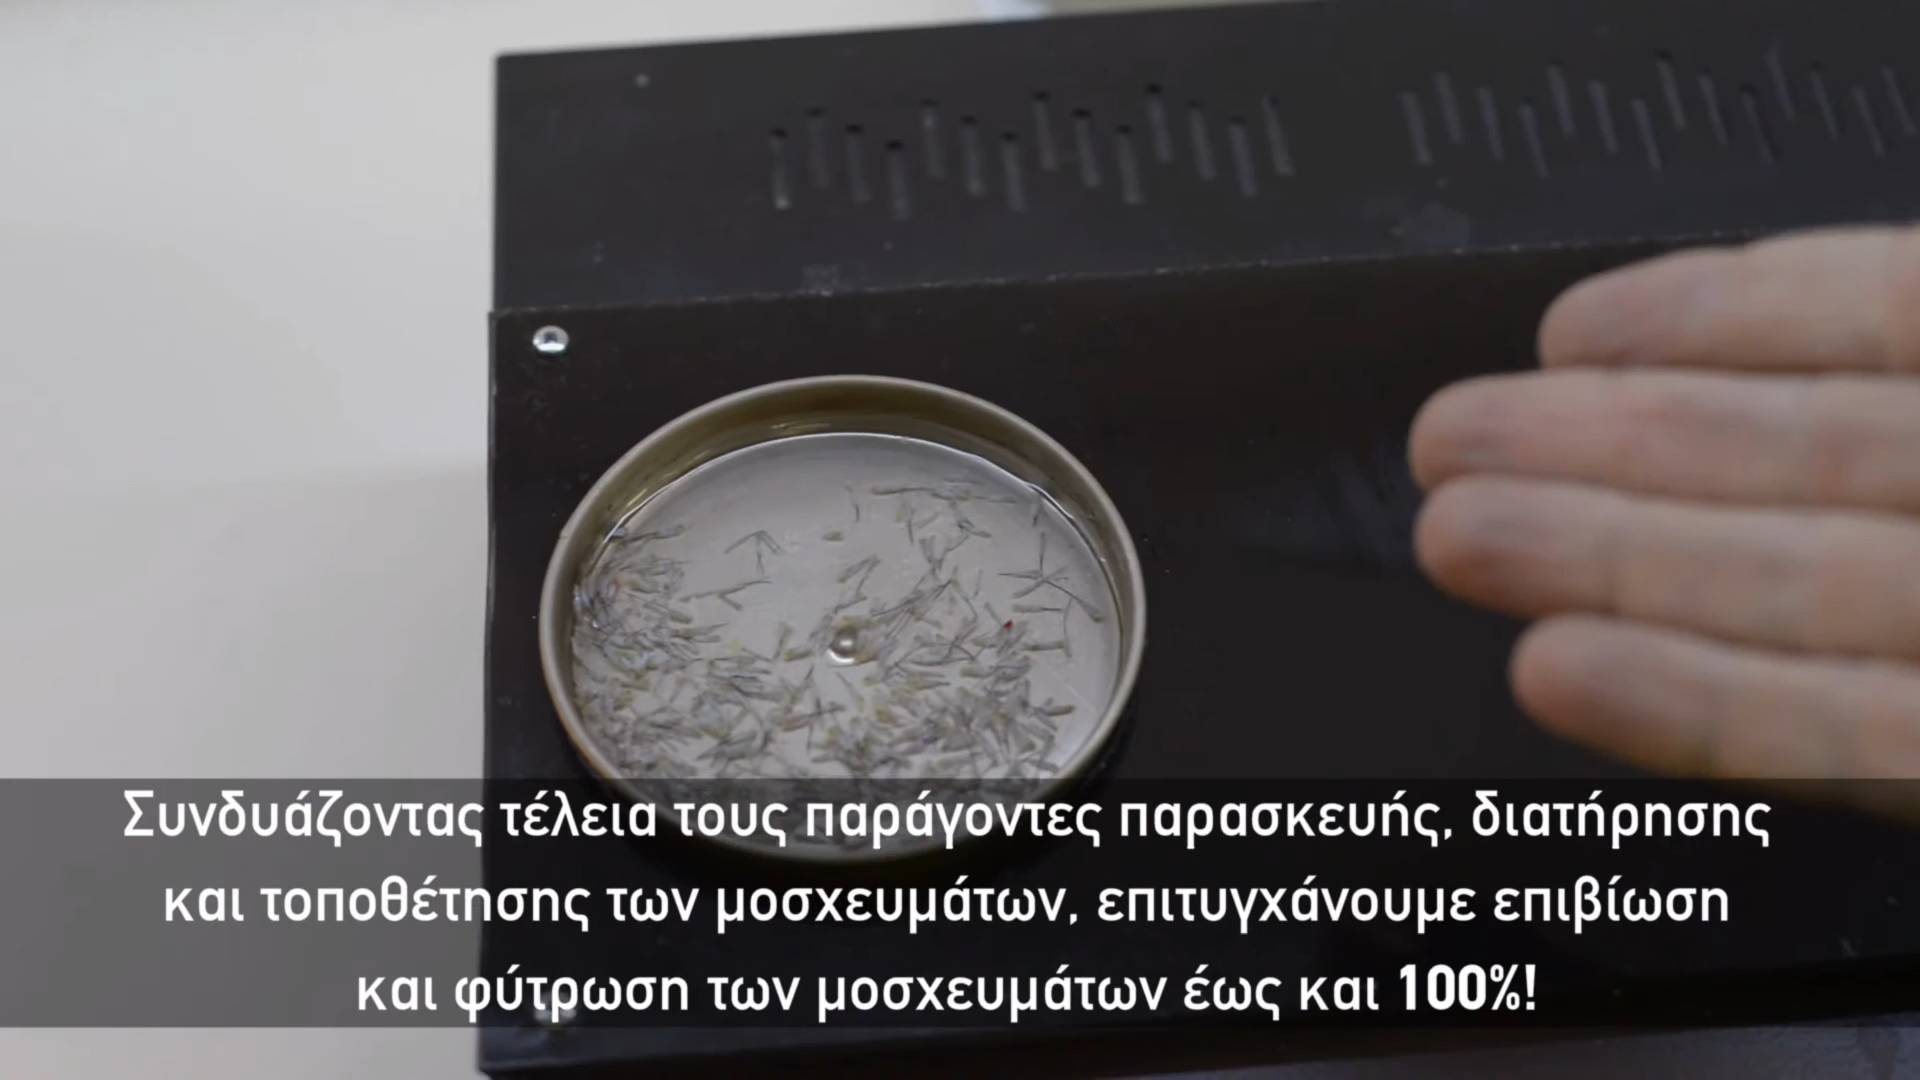 Συνδυάζοντας τέλεια τους παράγοντες παρασκευής, διατήρησης
και τοποθέτησης των μοσχευμάτων, επιτυγχάνουμε επιβίωση
και φύτρωση των μοσχευμάτων έως και 100%!